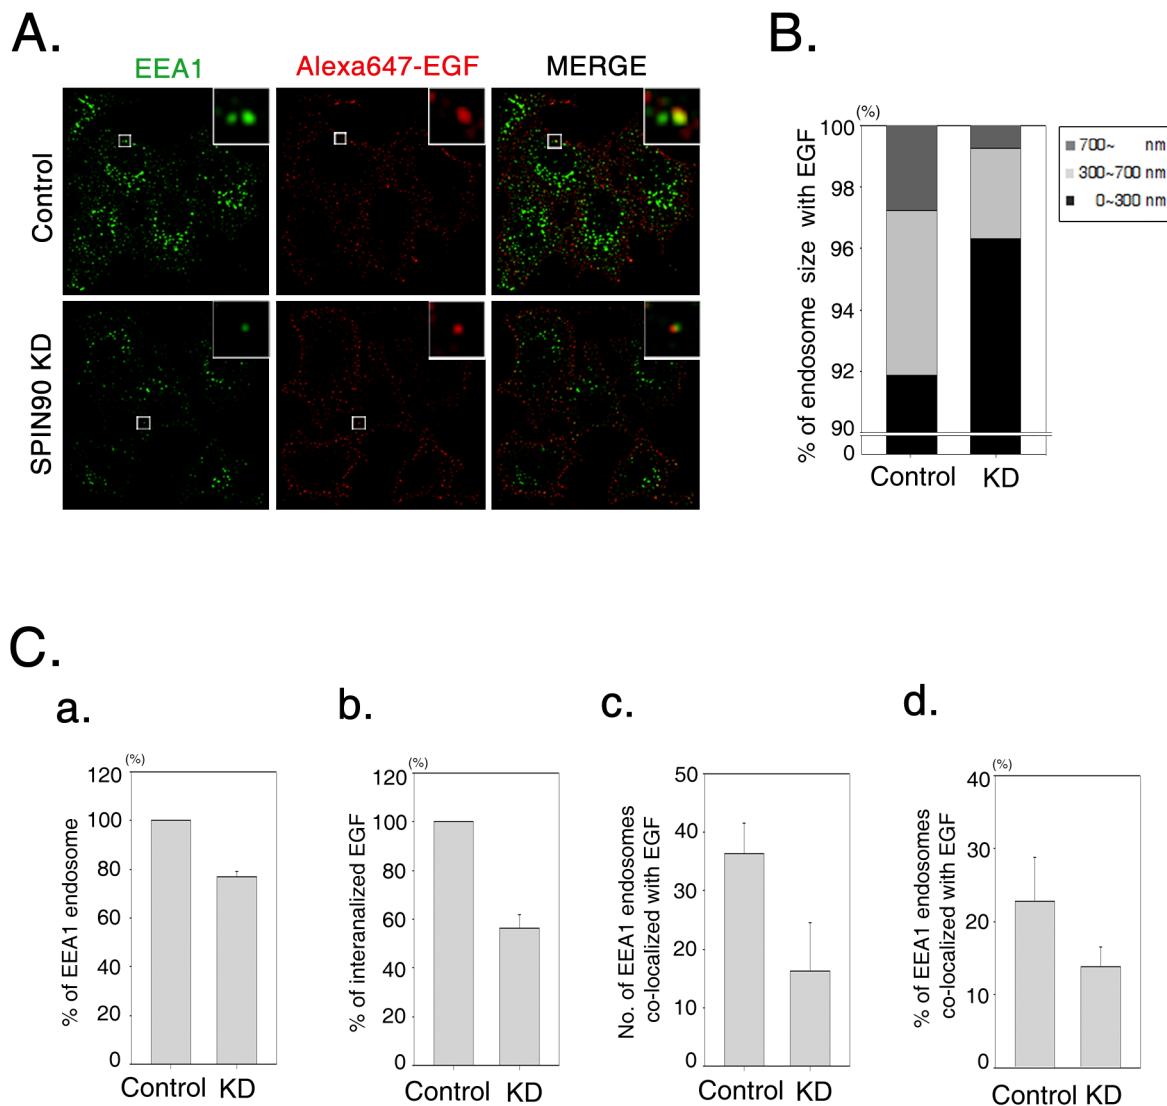 A.
EEA1
Alexa647-EGF
MERGE
Control
SPIN90 KD
B.
(%)
% of endosome size with EGF
100
98
96
94
92
90
0
Control
KD
700~ nm
300~700 nm
0~300 nm
C.
a.
(%)
% of EEA1 endosome
120
100
80
60
40
20
0
Control
KD
b.
% of interanalized EGF
120
100
80
60
40
20
0
Control
KD
c.
No. of EEA1 endosomes
co-localized with EGF
50
40
30
20
10
0
Control
KD
d.
(%)
% of EEA1 endosomes
co-localized with EGF
40
30
20
10
0
Control
KD